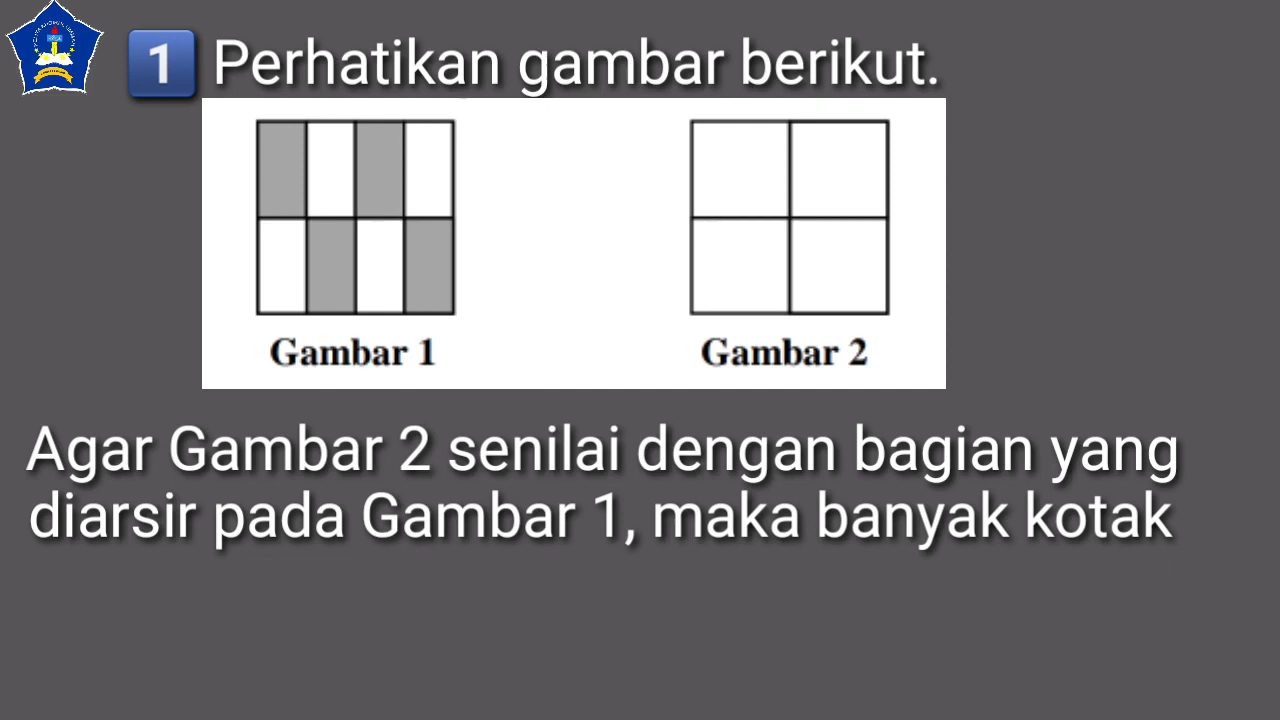 1 Perhatikan gambar berikut.
Gambar 1 Gambar 2
Agar Gambar 2 senilai dengan bagian yang
diarsir pada Gambar 1, maka banyak kotak